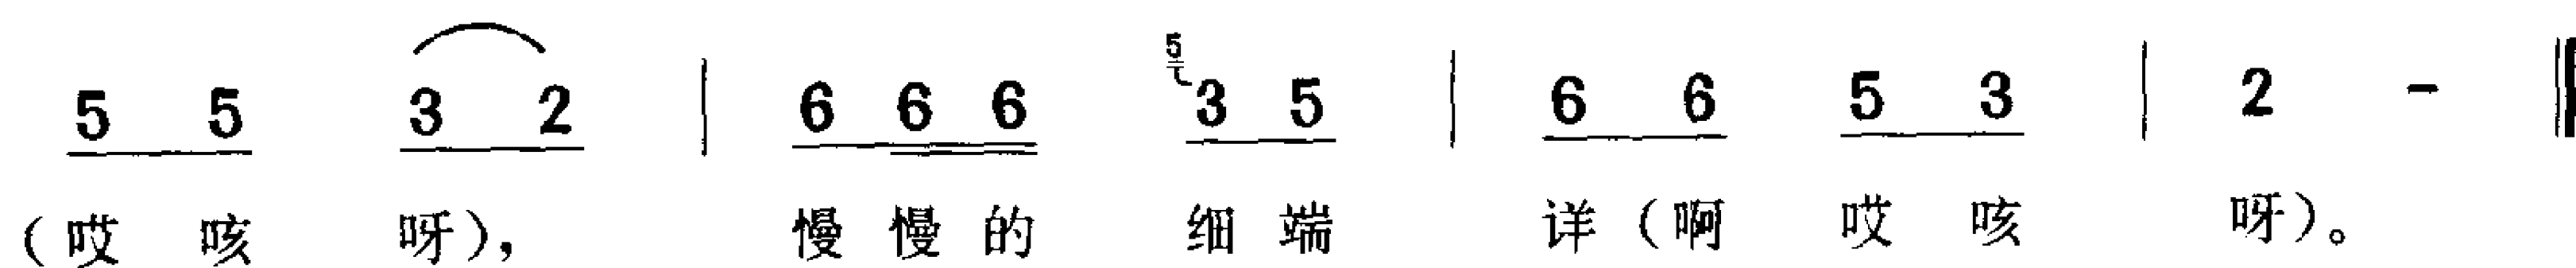 5 5 3 2 | 6 6 6 5 3 5 | 6 6 5 3 | 2 - ‖
(哎 咳 呀), 慢 慢 的 细 端 详 (啊 哎 咳 呀)。